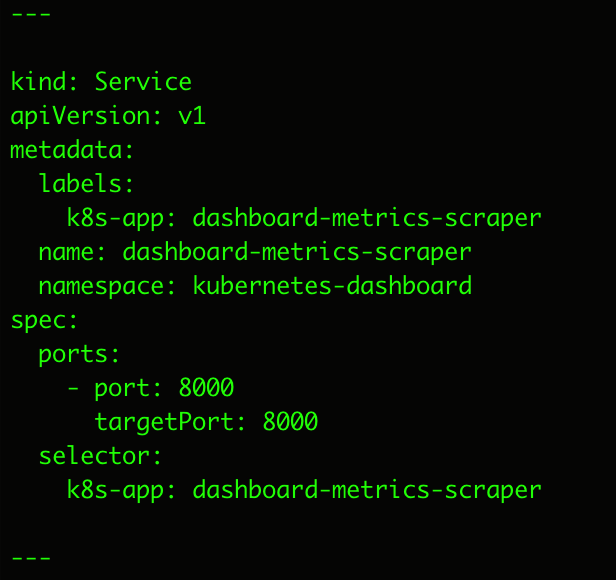 ---
kind: Service
apiVersion: v1
metadata:
  labels:
    k8s-app: dashboard-metrics-scraper
  name: dashboard-metrics-scraper
  namespace: kubernetes-dashboard
spec:
  ports:
    - port: 8000
      targetPort: 8000
  selector:
    k8s-app: dashboard-metrics-scraper
---